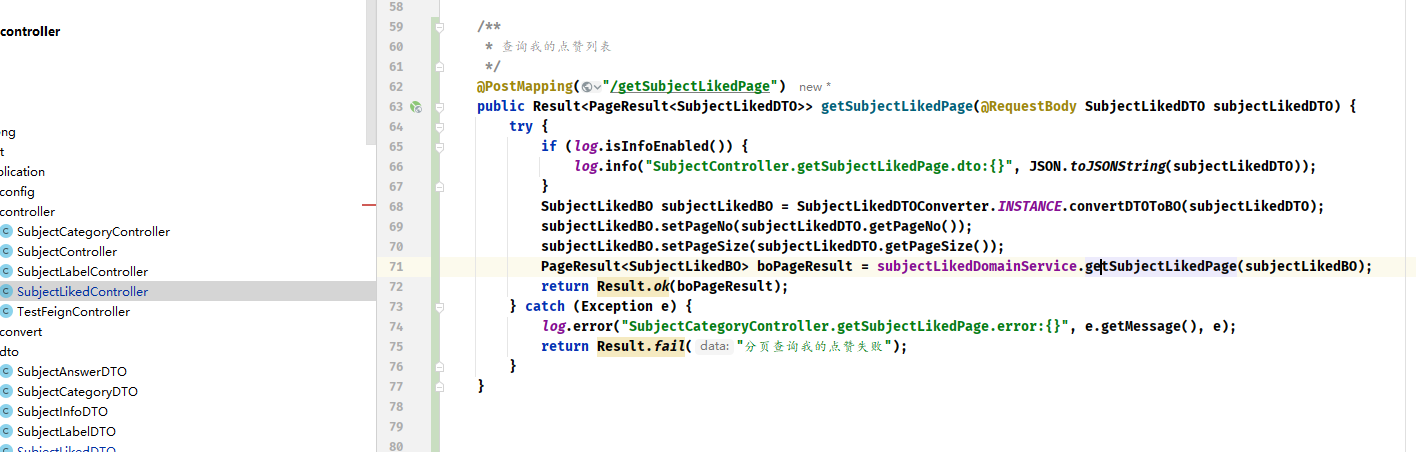 controller
ng
t
plication
config
controller
SubjectCategoryController
SubjectController
SubjectLabelController
SubjectLikedController
TestFeignController
convert
dto
SubjectAnswerDTO
SubjectCategoryDTO
SubjectInfoDTO
SubjectLabelDTO
SubjectLikedDTO
58
59 /**
60 * 查询我的点赞列表
61 */
62 @PostMapping("/getSubjectLikedPage") new *
63 public Result<PageResult<SubjectLikedDTO>> getSubjectLikedPage(@RequestBody SubjectLikedDTO subjectLikedDTO) {
64 try {
65 if (log.isInfoEnabled()) {
66 log.info("SubjectController.getSubjectLikedPage.dto:{}", JSON.toJSONString(subjectLikedDTO));
67 }
68 SubjectLikedBO subjectLikedBO = SubjectLikedDTOConverter.INSTANCE.convertDTOToBO(subjectLikedDTO);
69 subjectLikedBO.setPageNo(subjectLikedDTO.getPageNo());
70 subjectLikedBO.setPageSize(subjectLikedDTO.getPageSize());
71 PageResult<SubjectLikedBO> boPageResult = subjectLikedDomainService.getSubjectLikedPage(subjectLikedBO);
72 return Result.ok(boPageResult);
73 } catch (Exception e) {
74 log.error("SubjectCategoryController.getSubjectLikedPage.error:{}", e.getMessage(), e);
75 return Result.fail( data: "分页查询我的点赞失败");
76 }
77 }
78
79
80